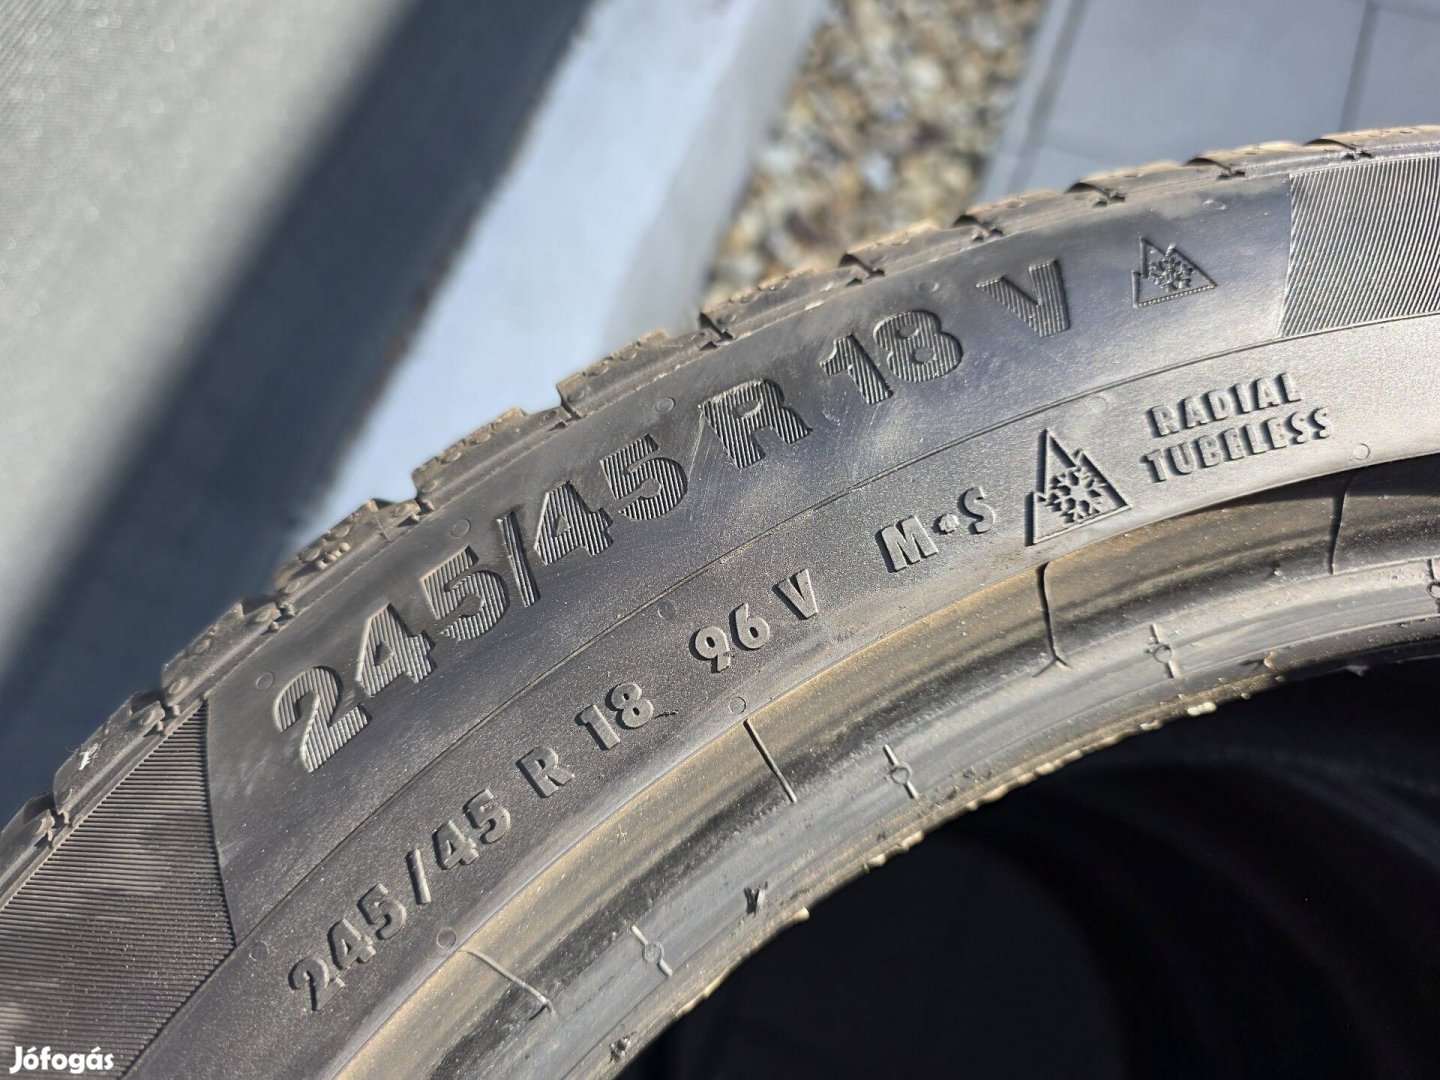 245/45 R 18 V
RADIAL
TUBELESS
245/45 R 18 96 V M•S
Jófogás